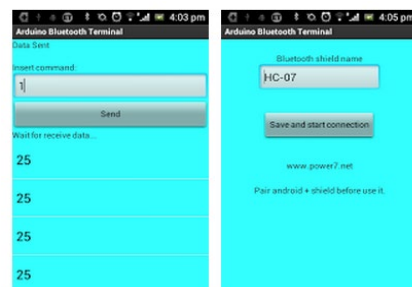 4:03 pm
Arduino Bluetooth Terminal
Data Sent
Insert command:
1
Send
Wait for receive data...
25
25
25
25
4:05 pm
Arduino Bluetooth Terminal
Bluetooth shield name
HC-07
Save and start connection
www.power7.net
Pair android + shield before use it.